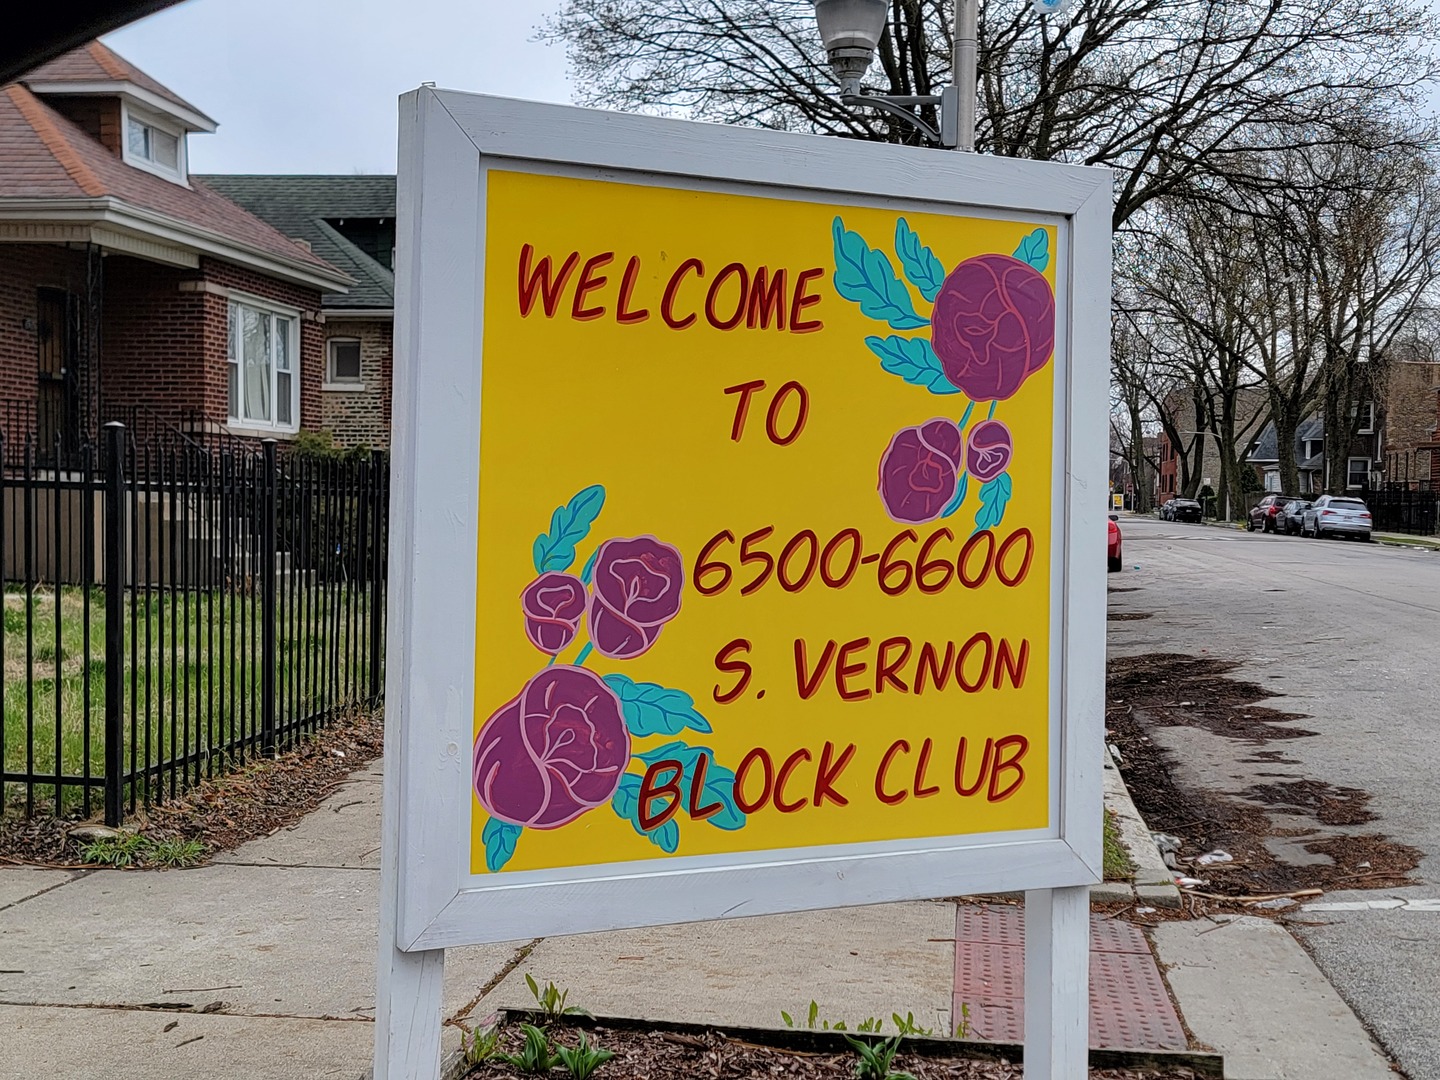 WELCOME
TO
6500-6600
S. VERNON
BLOCK CLUB